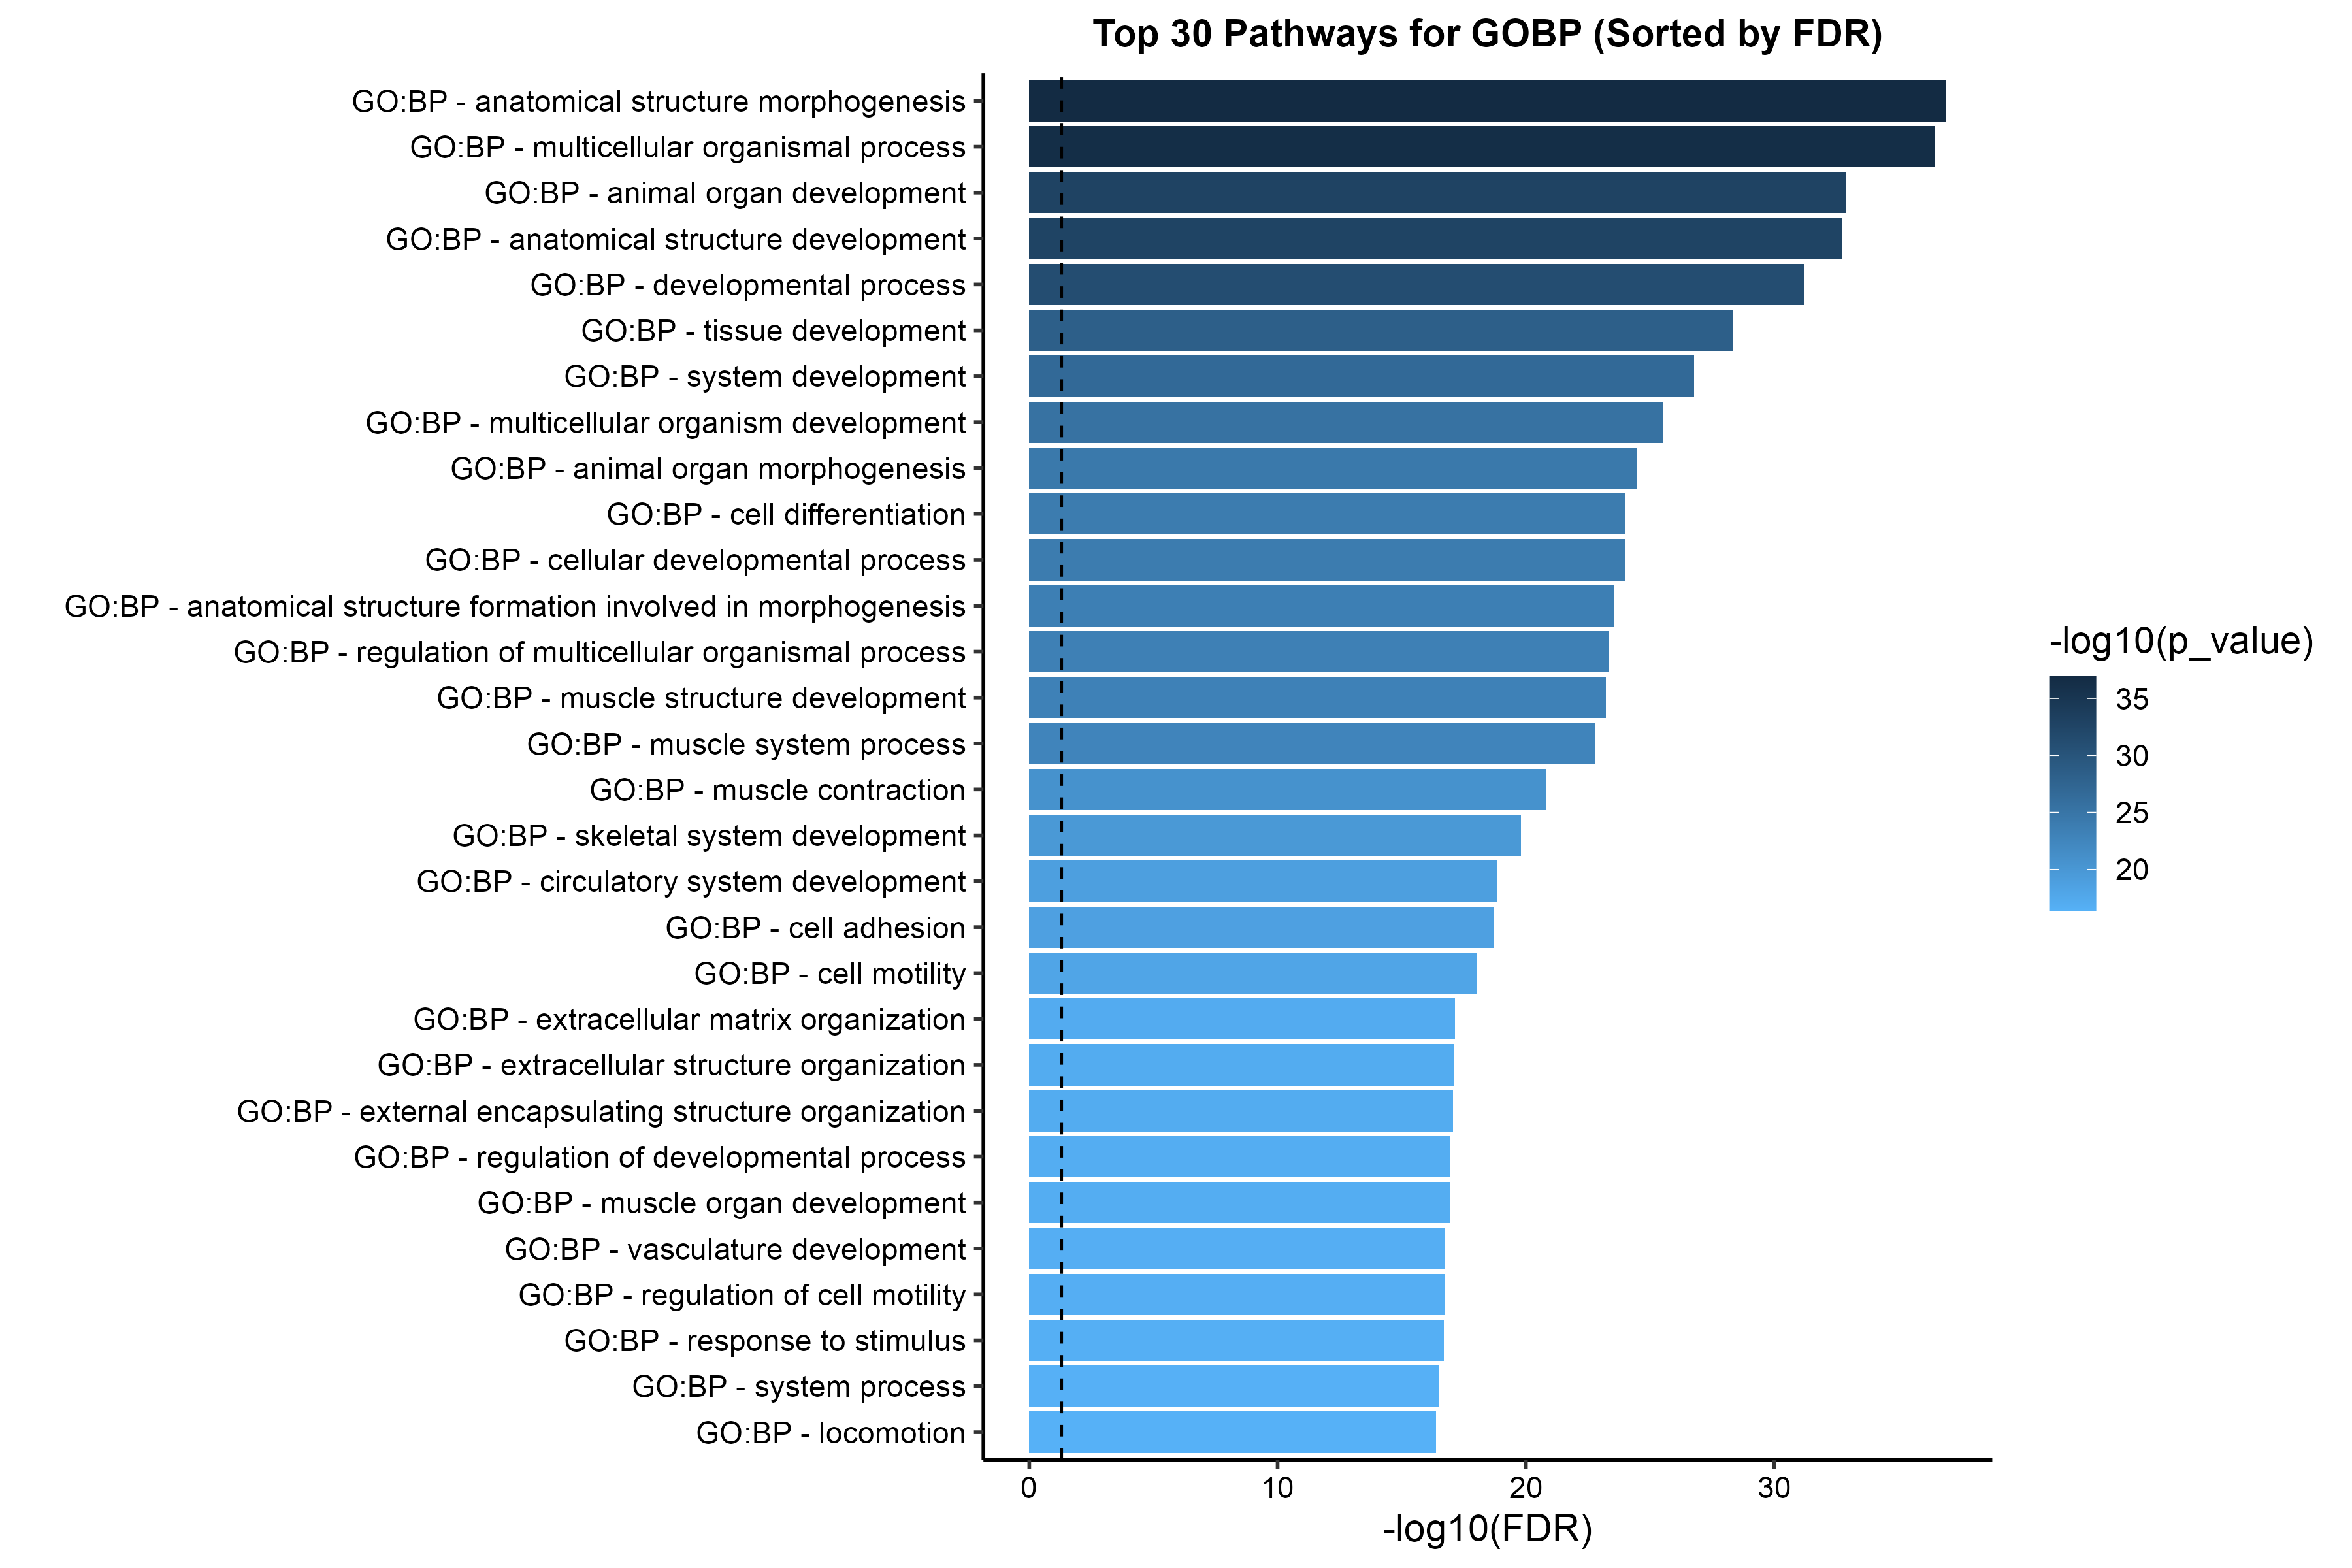 Top 30 Pathways for GOBP (Sorted by FDR)
GO:BP - anatomical structure morphogenesis
GO:BP - multicellular organismal process
GO:BP - animal organ development
GO:BP - anatomical structure development
GO:BP - developmental process
GO:BP - tissue development
GO:BP - system development
GO:BP - multicellular organism development
GO:BP - animal organ morphogenesis
GO:BP - cell differentiation
GO:BP - cellular developmental process
GO:BP - anatomical structure formation involved in morphogenesis
GO:BP - regulation of multicellular organismal process
GO:BP - muscle structure development
GO:BP - muscle system process
GO:BP - muscle contraction
GO:BP - skeletal system development
GO:BP - circulatory system development
GO:BP - cell adhesion
GO:BP - cell motility
GO:BP - extracellular matrix organization
GO:BP - extracellular structure organization
GO:BP - external encapsulating structure organization
GO:BP - regulation of developmental process
GO:BP - muscle organ development
GO:BP - vasculature development
GO:BP - regulation of cell motility
GO:BP - response to stimulus
GO:BP - system process
GO:BP - locomotion
0 10 20 30
-log10(FDR)
-log10(p_value)
35
30
25
20